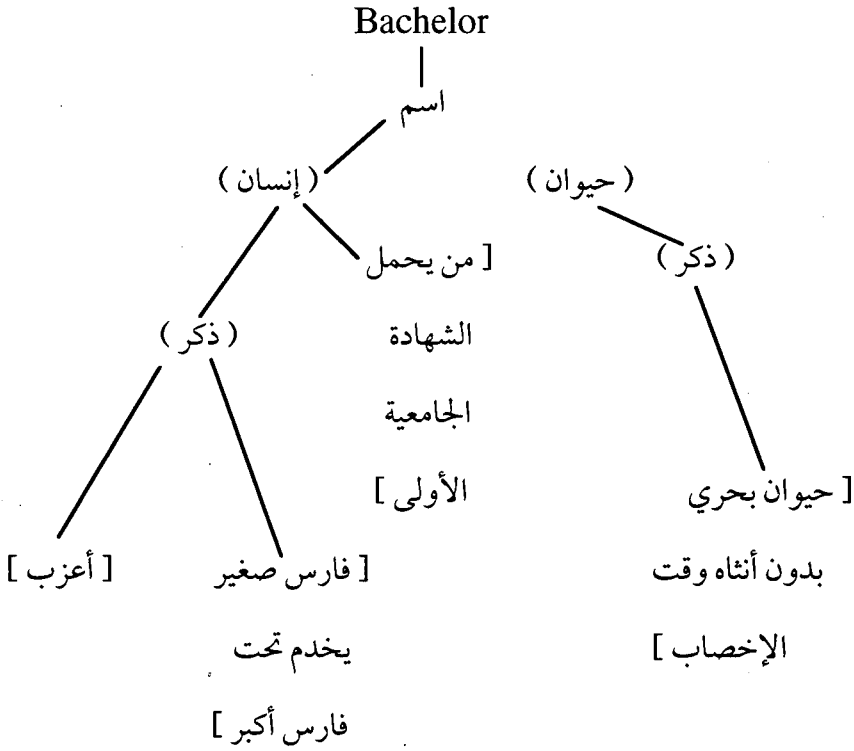 Bachelor
اسم
( حيوان )
( إنسان )
( ذكر )
[ من يحمل
الشهادة
الجامعية
الأولى ]
( ذكر )
[ حيوان بحري
بدون أنثاه وقت
الإخصاب ]
[ فارس صغير
يخدم تحت
فارس أكبر ]
[ أعزب ]